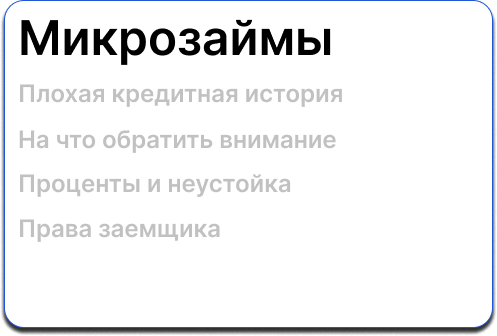 Микрозаймы
Плохая кредитная история
На что обратить внимание
Проценты и неустойка
Права заемщика